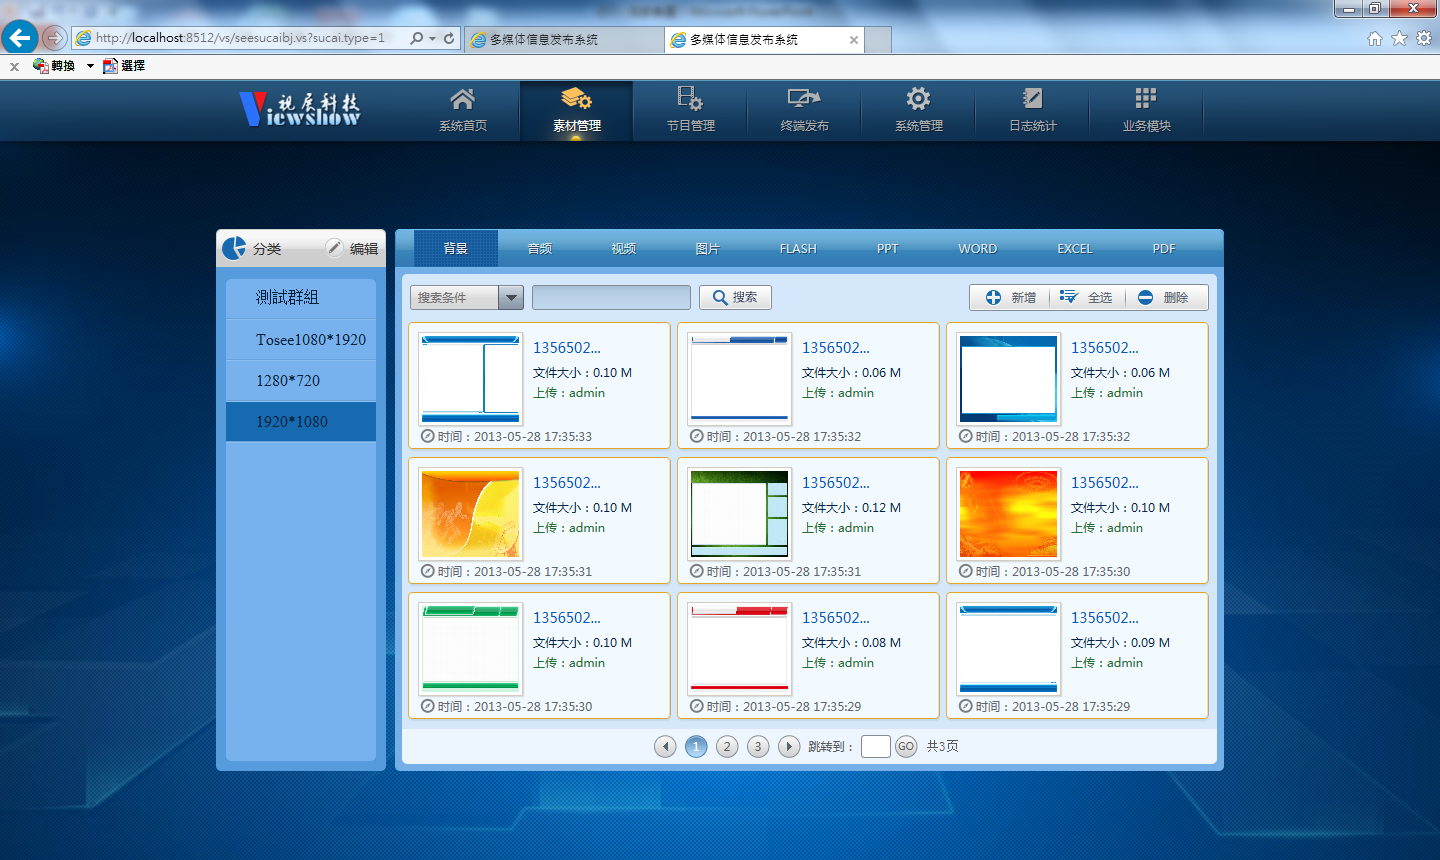 http://localhost:8512/vs/seesucaibj.vs?sucai.type=1
多媒体信息发布系统
多媒体信息发布系统
轉換
選擇
视展科技
Viewshow
系统首页
素材管理
节目管理
终端发布
系统管理
日志统计
业务模块
分类
编辑
测試群組
Tosee1080*1920
1280*720
1920*1080
背景
音频
视频
图片
FLASH
PPT
WORD
EXCEL
PDF
搜索条件
搜索
新增
全选
删除
1356502...
文件大小：0.10 M
上传：admin
时间：2013-05-28 17:35:33
1356502...
文件大小：0.06 M
上传：admin
时间：2013-05-28 17:35:32
1356502...
文件大小：0.06 M
上传：admin
时间：2013-05-28 17:35:32
1356502...
文件大小：0.10 M
上传：admin
时间：2013-05-28 17:35:31
1356502...
文件大小：0.12 M
上传：admin
时间：2013-05-28 17:35:31
1356502...
文件大小：0.10 M
上传：admin
时间：2013-05-28 17:35:30
1356502...
文件大小：0.10 M
上传：admin
时间：2013-05-28 17:35:30
1356502...
文件大小：0.08 M
上传：admin
时间：2013-05-28 17:35:29
1356502...
文件大小：0.09 M
上传：admin
时间：2013-05-28 17:35:29
1 2 3 跳转到： GO 共3页